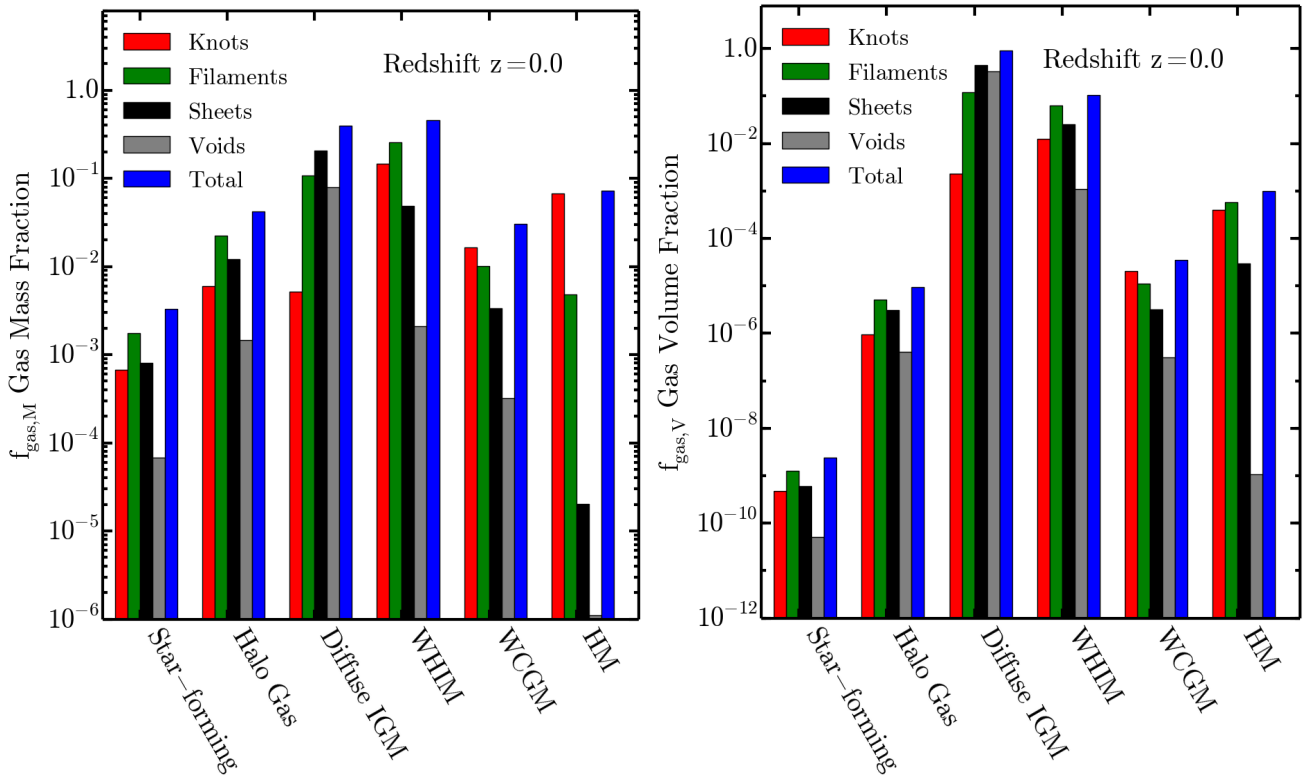 Knots
Filaments
Sheets
Voids
Total
Redshift z=0.0
f_gas,M Gas Mass Fraction
1.0
10^−1
10^−2
10^−3
10^−4
10^−5
10^−6
Star−forming
Halo Gas
Diffuse IGM
WHIM
WCGM
HM
Knots
Filaments
Sheets
Voids
Total
Redshift z=0.0
f_gas,V Gas Volume Fraction
1.0
10^−2
10^−4
10^−6
10^−8
10^−10
10^−12
Star−forming
Halo Gas
Diffuse IGM
WHIM
WCGM
HM